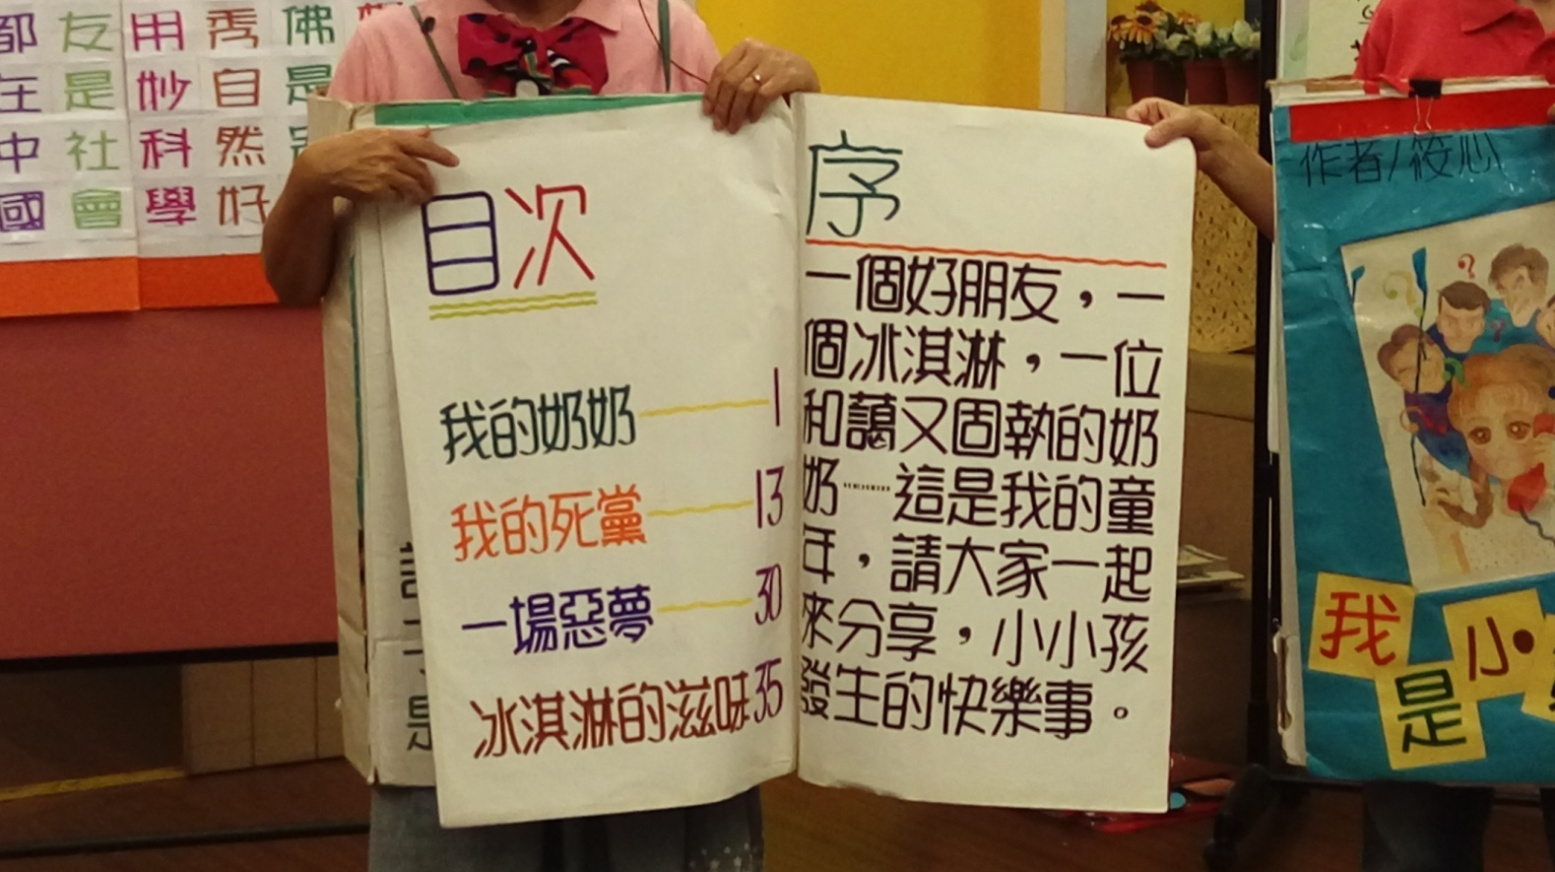 都友用秀佛
在是妙自是
中社科然
國會學好
目次
我的奶奶 1
我的死黨 13
一場惡夢 30
冰淇淋的滋味 35
序
一個好朋友，一
個冰淇淋，一位
和藹又固執的奶
奶……這是我的童
年，請大家一起
來分享，小小孩
發生的快樂事。
作者/筱心
我
是
小